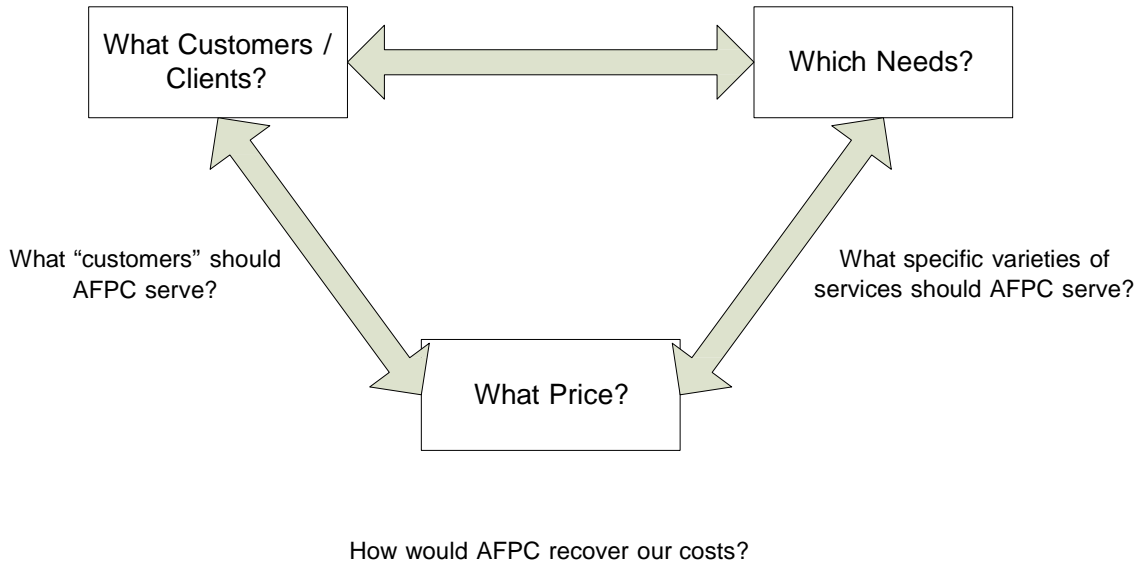 What Customers /
Clients?
Which Needs?
What “customers” should
AFPC serve?
What specific varieties of
services should AFPC serve?
What Price?
How would AFPC recover our costs?